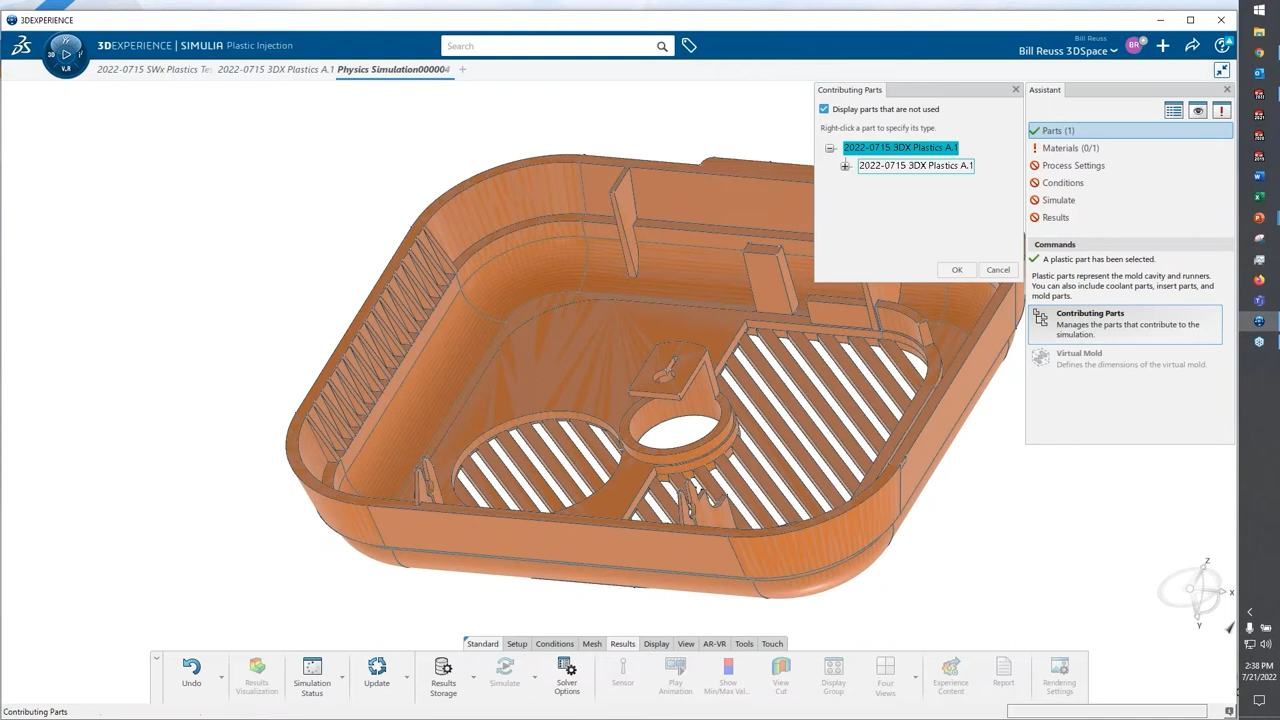 3DEXPERIENCE
3DEXPERIENCE | SIMULIA Plastic Injection
Search
Bill Reuss
Bill Reuss 3DSpace
BR
3D
V.R
2022-0715 SWx Plastics Te
2022-0715 3DX Plastics A.1
Physics Simulation000004
Contributing Parts
Display parts that are not used
Right-click a part to specify its type.
2022-0715 3DX Plastics A.1
2022-0715 3DX Plastics A.1
OK
Cancel
Assistant
Parts (1)
Materials (0/1)
Process Settings
Conditions
Simulate
Results
Commands
A plastic part has been selected.
Plastic parts represent the mold cavity and runners.
You can also include coolant parts, insert parts, and
mold parts.
Contributing Parts
Manages the parts that contribute to the
simulation.
Virtual Mold
Defines the dimensions of the virtual mold.
Z
X
Y
Standard
Setup
Conditions
Mesh
Results
Display
View
AR-VR
Tools
Touch
Undo
Results
Visualization
Simulation
Status
Update
Results
Storage
Simulate
Solver
Options
Sensor
Play
Animation
Show
Min/Max Val...
View
Cut
Display
Group
Four
Views
Experience
Content
Report
Rendering
Settings
Contributing Parts
2:38 PM
7/21/2022